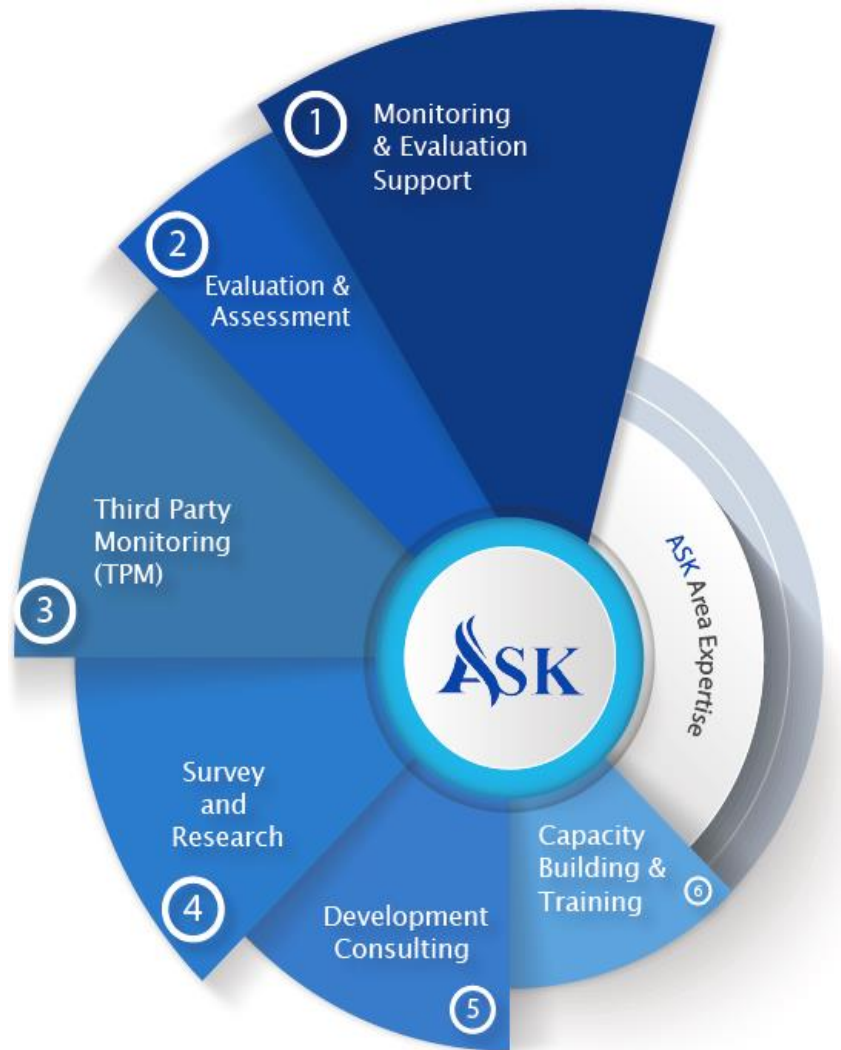 1
Monitoring
& Evaluation
Support
2
Evaluation &
Assessment
3
Third Party
Monitoring
(TPM)
ASK Area Expertise
ASK
Survey
and
Research
4
Capacity
Building &
Training
6
Development
Consulting
5